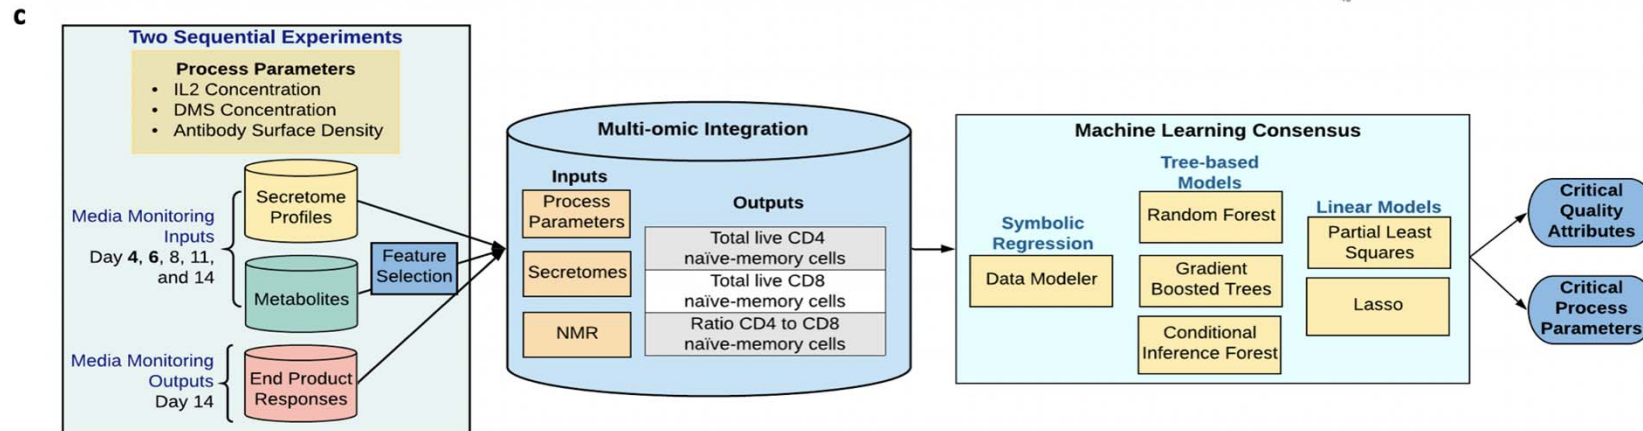 c
Two Sequential Experiments
Process Parameters
• IL2 Concentration
• DMS Concentration
• Antibody Surface Density
Media Monitoring
Inputs
Day 4, 6, 8, 11,
and 14
Secretome
Profiles
Metabolites
Feature
Selection
Media Monitoring
Outputs
Day 14
End Product
Responses
Multi-omic Integration
Inputs
Process
Parameters
Secretomes
NMR
Outputs
Total live CD4
naïve-memory cells
Total live CD8
naïve-memory cells
Ratio CD4 to CD8
naïve-memory cells
Machine Learning Consensus
Symbolic
Regression
Data Modeler
Tree-based
Models
Random Forest
Gradient
Boosted Trees
Conditional
Inference Forest
Linear Models
Partial Least
Squares
Lasso
Critical
Quality
Attributes
Critical
Process
Parameters